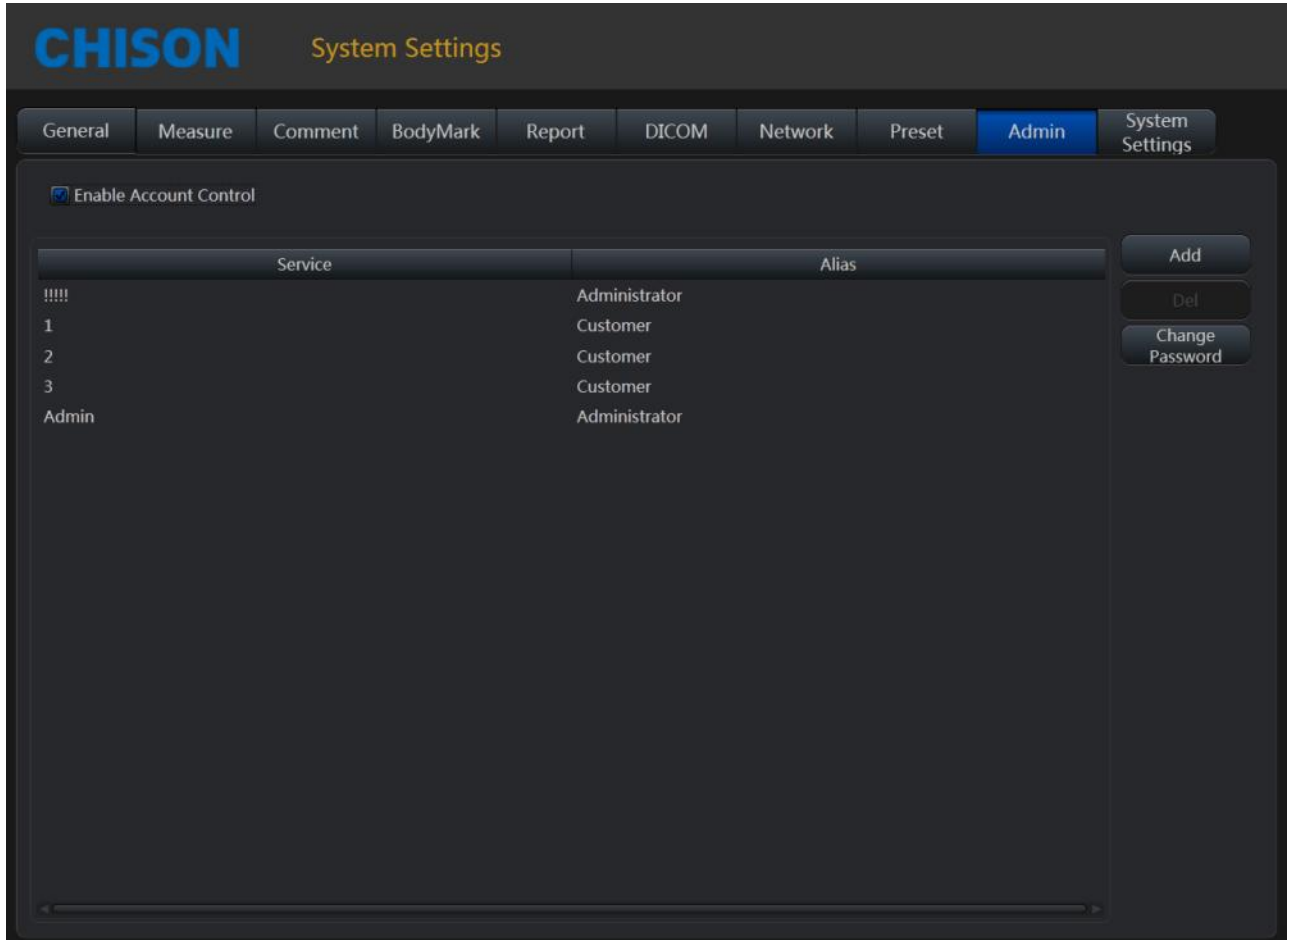 CHISON System Settings
General Measure Comment BodyMark Report DICOM Network Preset Admin System Settings
Enable Account Control
Service Alias
!!!!! Administrator
1 Customer
2 Customer
3 Customer
Admin Administrator
Add
Del
Change
Password